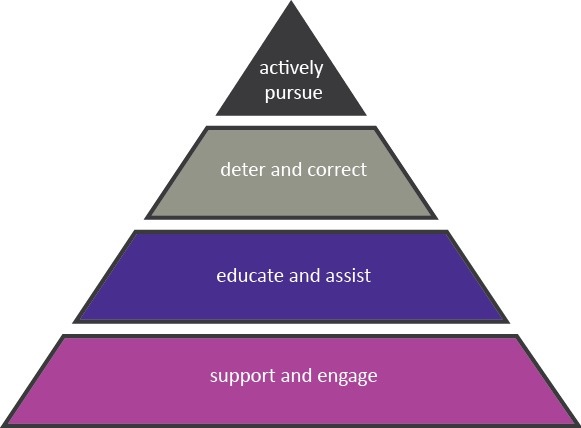 actively
pursue
deter and correct
educate and assist
support and engage